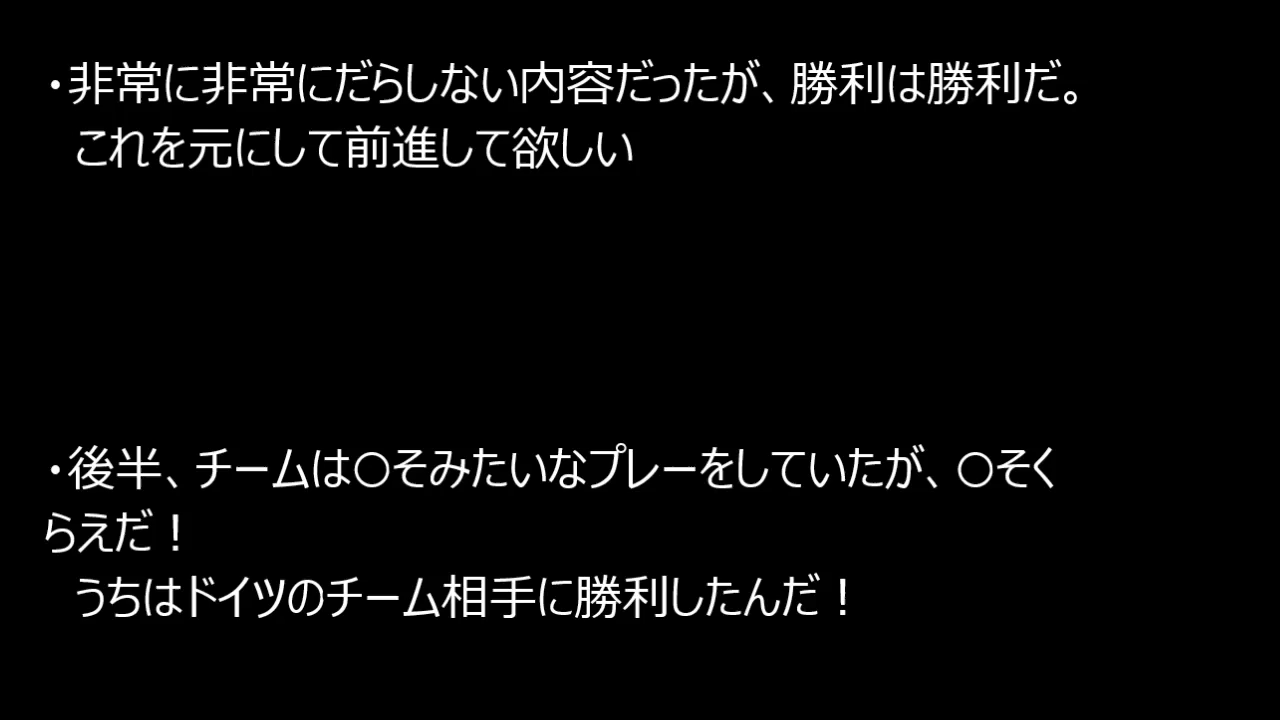 ・非常に非常にだらしない内容だったが、勝利は勝利だ。
これを元にして前進して欲しい
・後半、チームは〇そみたいなプレーをしていたが、〇そく
らえだ！
うちはドイツのチーム相手に勝利したんだ！